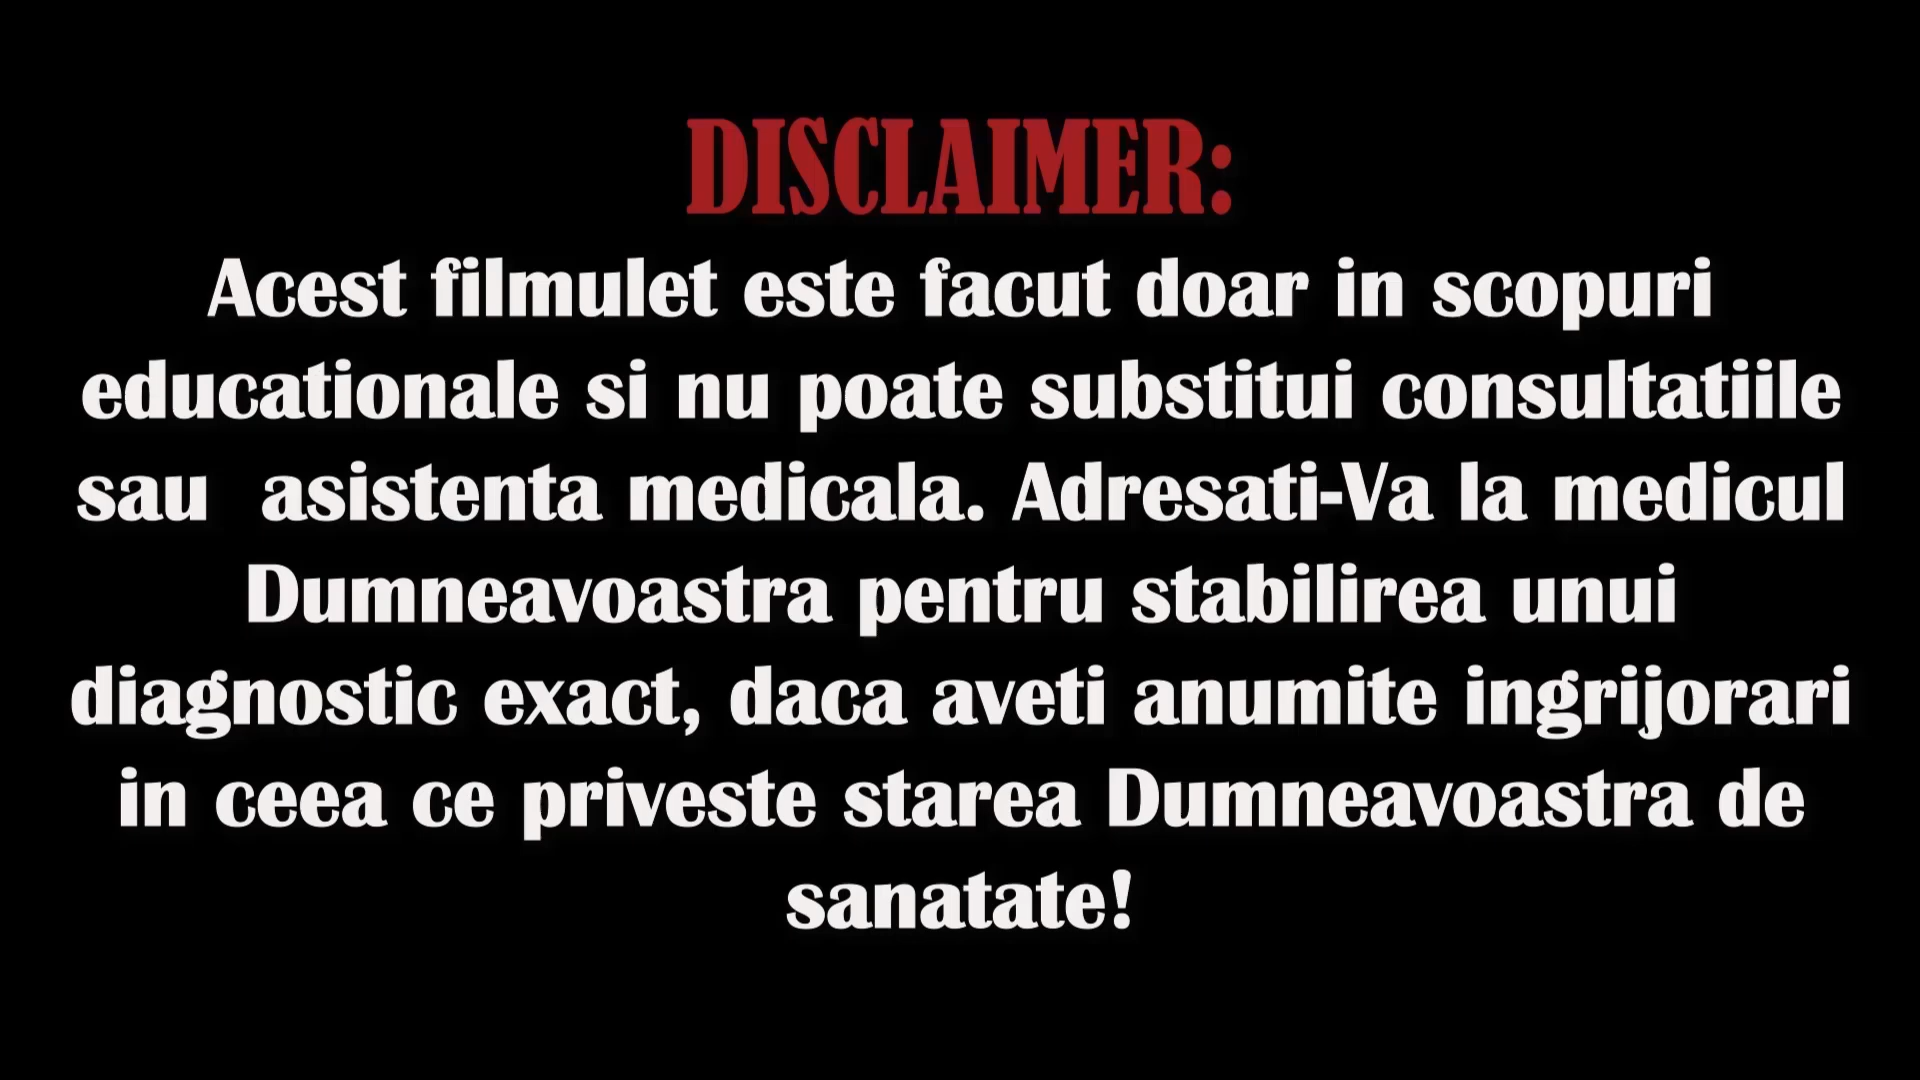 DISCLAIMER:
Acest filmulet este facut doar in scopuri
educationale si nu poate substitui consultatiile
sau  asistenta medicala. Adresati-Va la medicul
Dumneavoastra pentru stabilirea unui
diagnostic exact, daca aveti anumite ingrijorari
in ceea ce priveste starea Dumneavoastra de
sanatate!